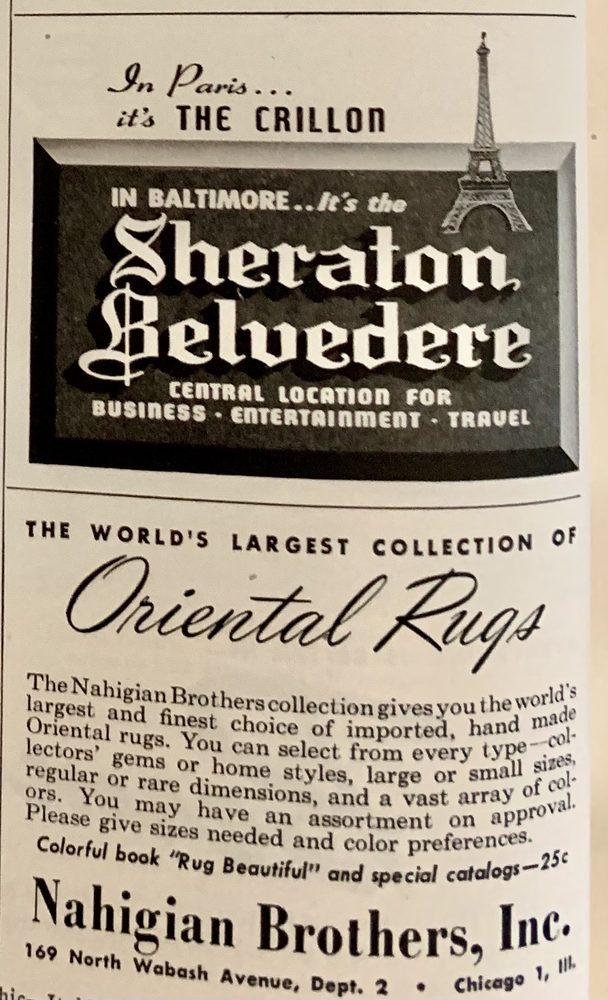 In Paris...
it's THE CRILLON
IN BALTIMORE..It's the
Sheraton
Belvedere
CENTRAL LOCATION FOR
BUSINESS · ENTERTAINMENT · TRAVEL
THE WORLD'S LARGEST COLLECTION OF
Oriental Rugs
The Nahigian Brothers collection gives you the world's
largest and finest choice of imported, hand made
Oriental rugs. You can select from every type—col-
lectors' gems or home styles, large or small sizes,
regular or rare dimensions, and a vast array of col-
ors. You may have an assortment on approval.
Please give sizes needed and color preferences.
Colorful book "Rug Beautiful" and special catalogs—25c
Nahigian Brothers, Inc.
169 North Wabash Avenue, Dept. 2 • Chicago 1, Ill.